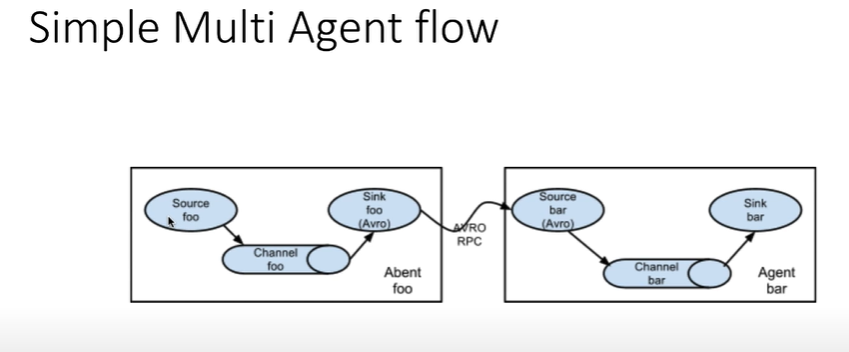 Simple Multi Agent flow
Source
foo
Channel
foo
Sink
foo
(Avro)
Abent
foo
AVRO
RPC
Source
bar
(Avro)
Channel
bar
Sink
bar
Agent
bar